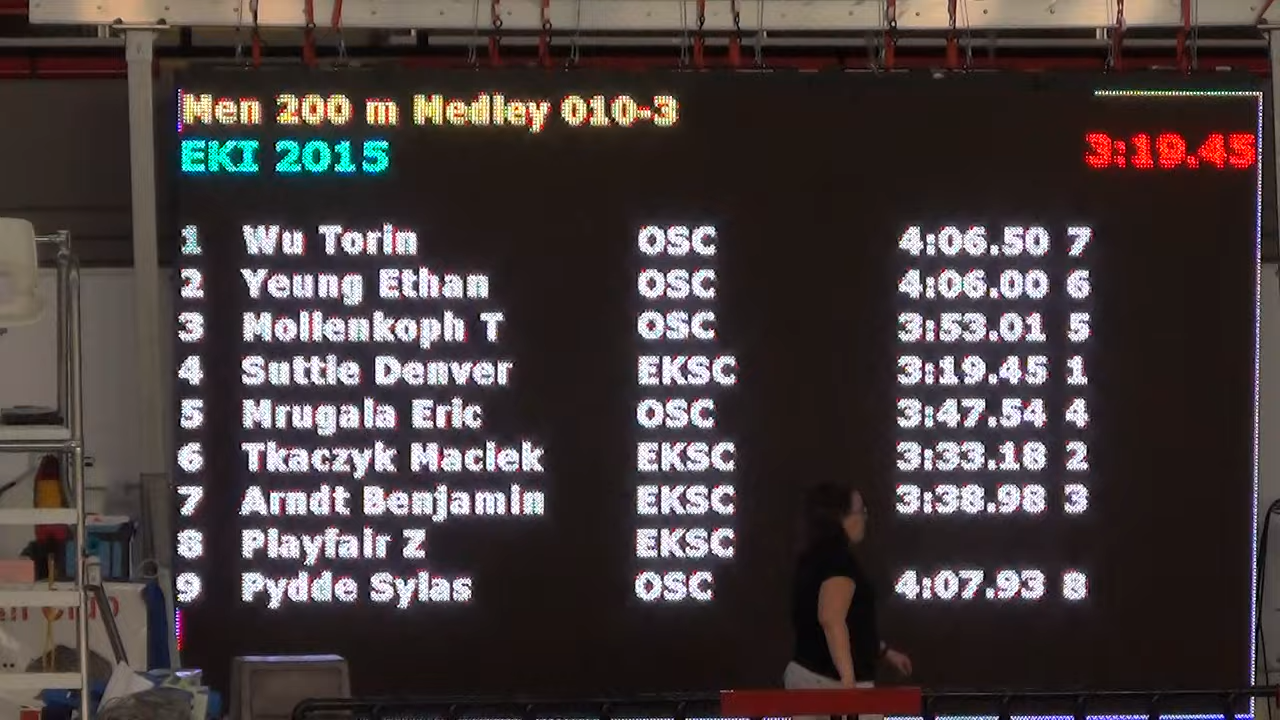 Men 200 m Medley 010-3
EKI 2015
3:19.45
1 Wu Torin OSC 4:06.50 7
2 Yeung Ethan OSC 4:06.00 6
3 Mollenkoph T OSC 3:53.01 5
4 Suttie Denver EKSC 3:19.45 1
5 Mrugala Eric OSC 3:47.54 4
6 Tkaczyk Maciek EKSC 3:33.18 2
7 Arndt Benjamin EKSC 3:38.98 3
8 Playfair Z EKSC
9 Pydde Sylas OSC 4:07.93 8